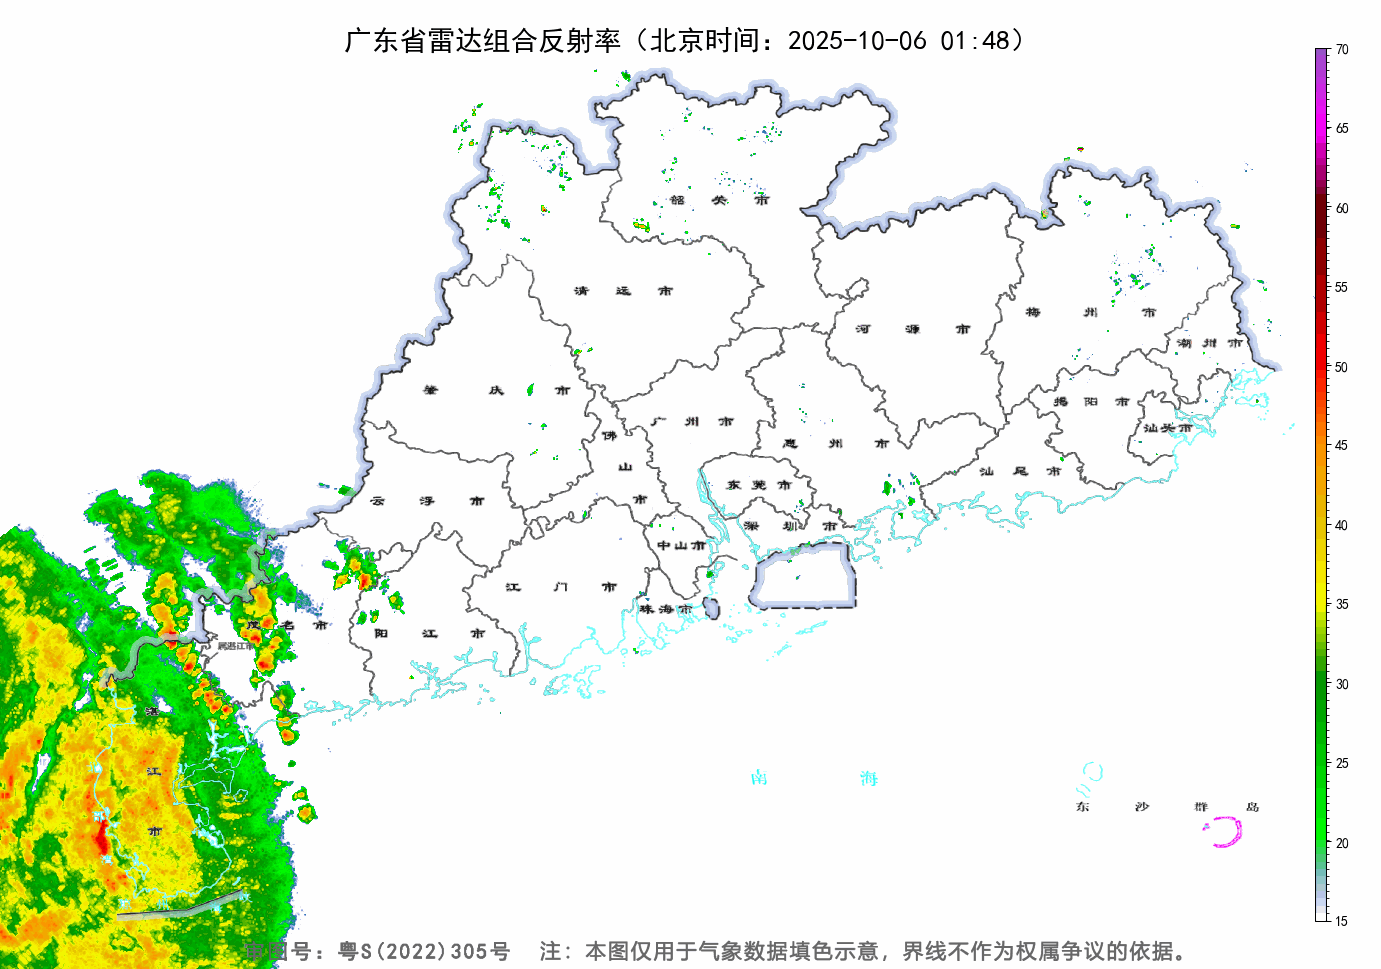 广东省雷达组合反射率（北京时间：2025-10-06 01:48）
70
65
60
55
50
45
40
35
30
25
20
15
韶关市
清远市
河源市
梅州市
潮州市
肇庆市
广州市
佛山市
惠州市
揭阳市
汕头市
汕尾市
云浮市
东莞市
深圳市
中山市
江门市
珠海市
茂名市
阳江市
属湛江市
湛江市
南海
东沙群岛
审图号：粤S(2022)305号 注：本图仅用于气象数据填色示意，界线不作为权属争议的依据。